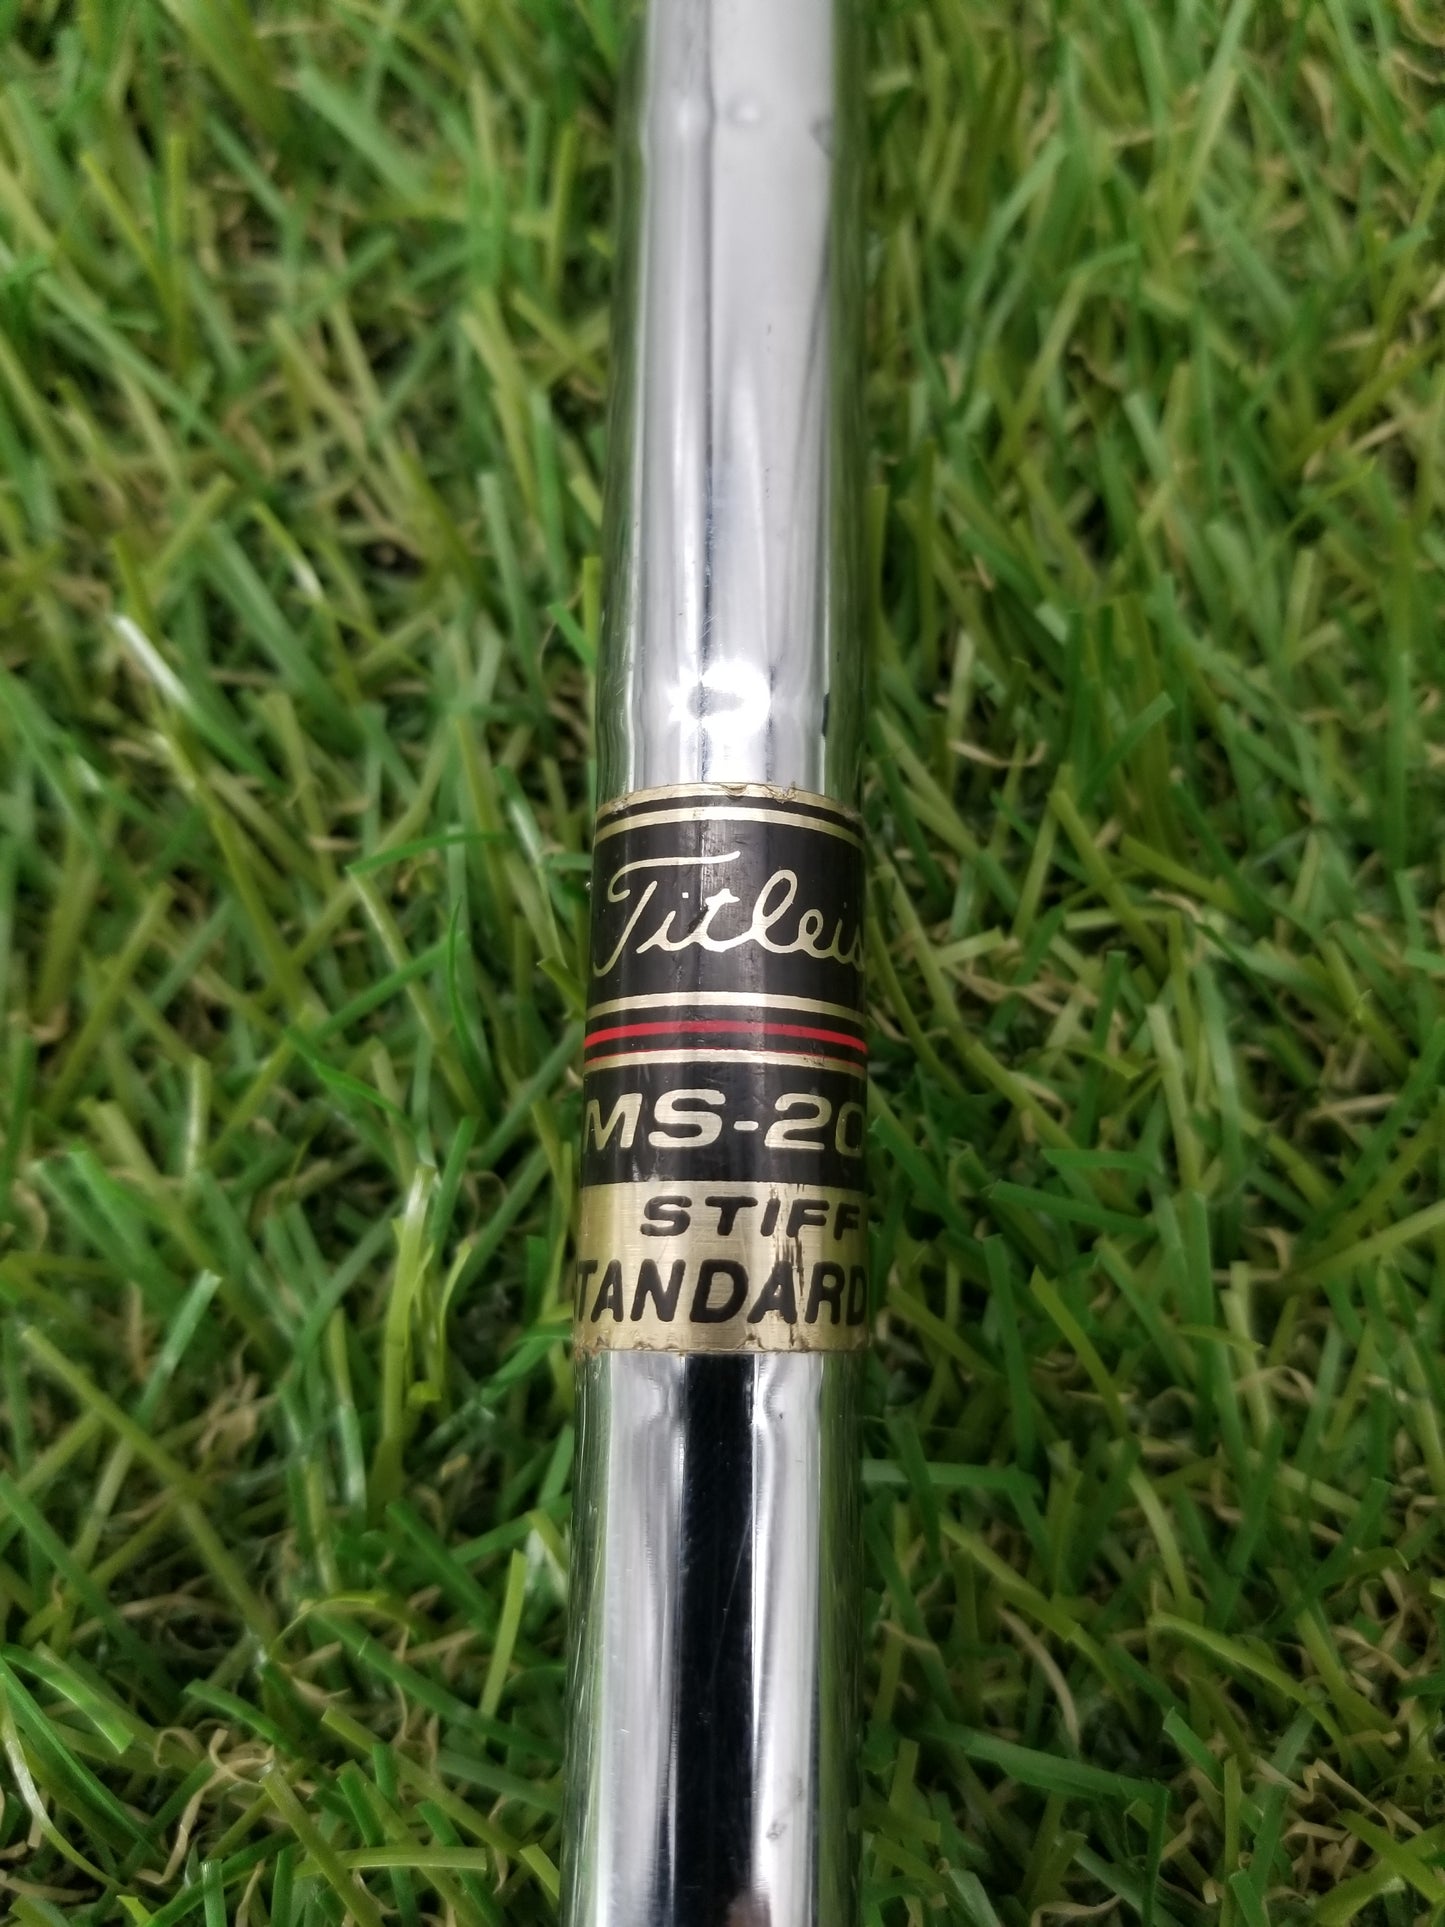 Titleis
MS-20
STIFF
TANDARD